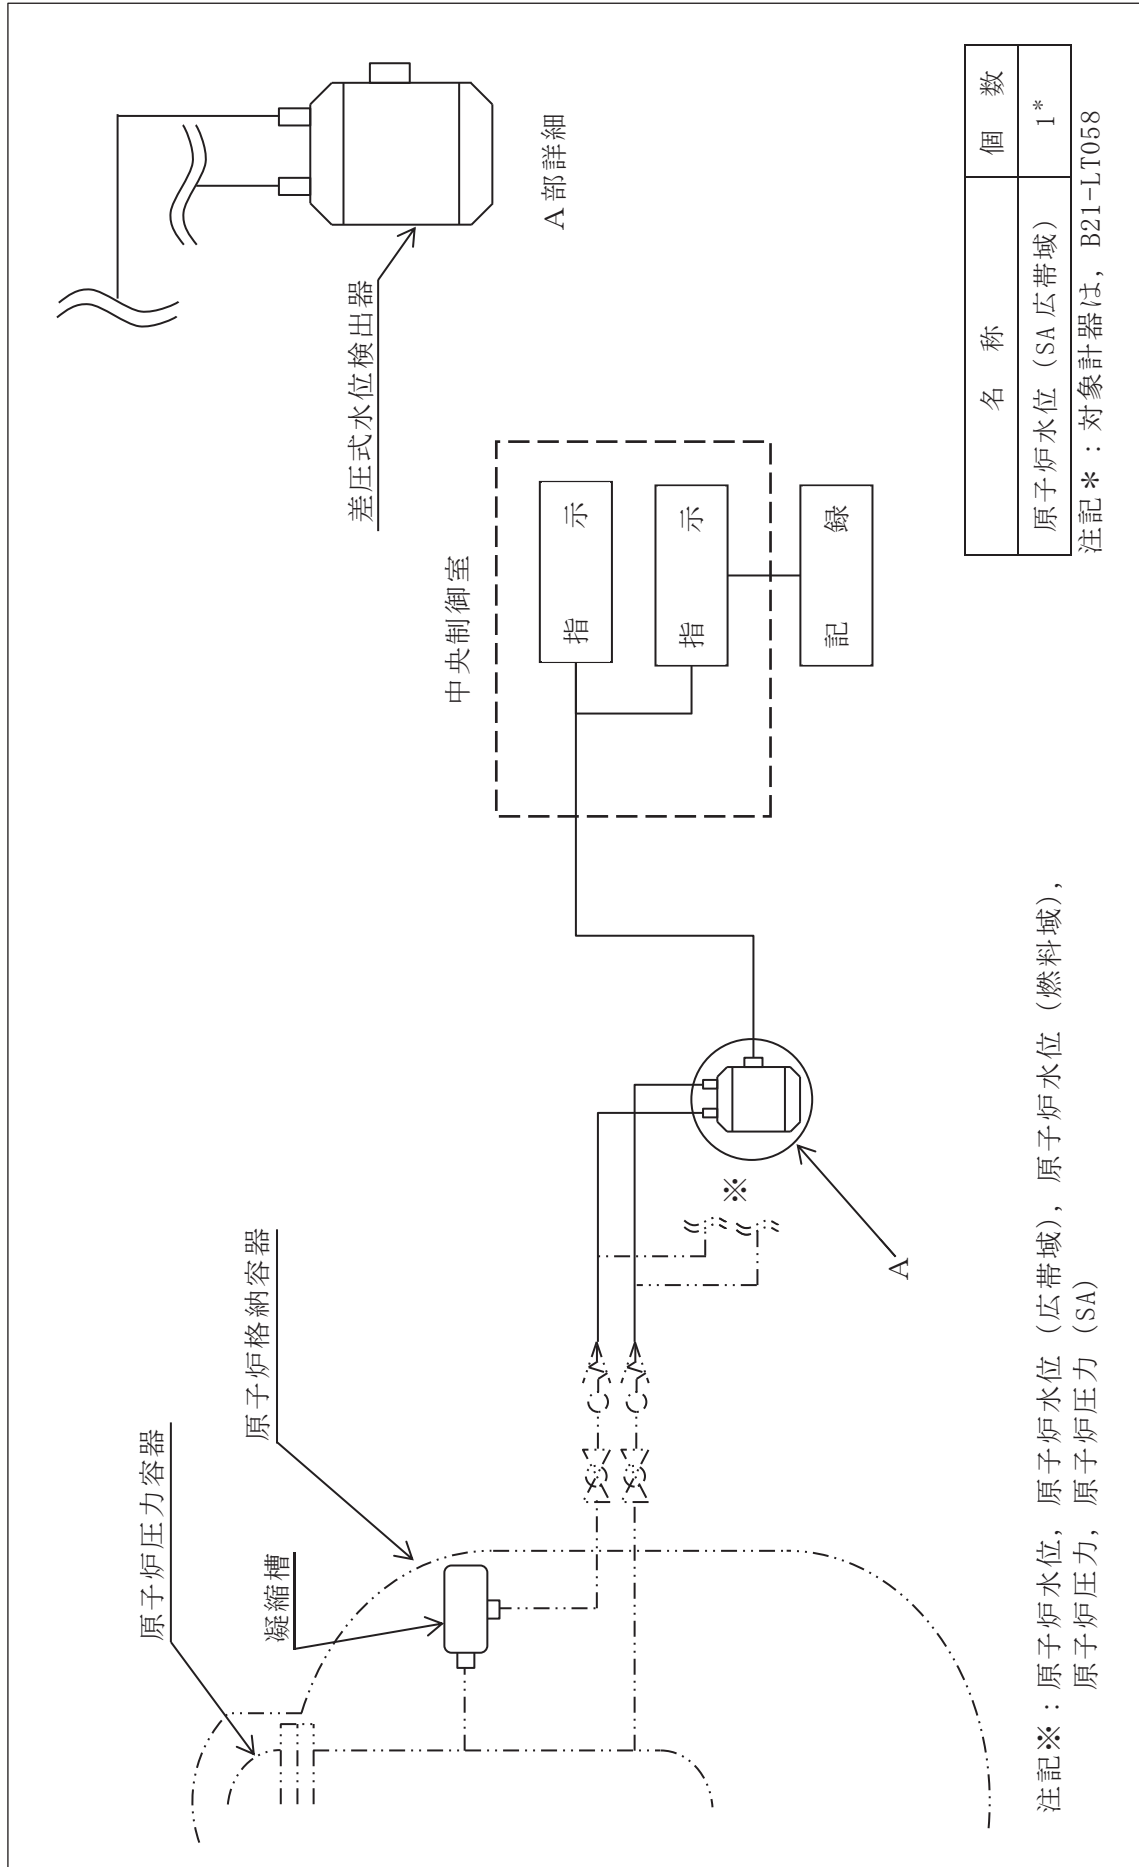 原子炉圧力容器
原子炉格納容器
凝縮槽
中央制御室
指 示
指 示
記 録
差圧式水位検出器
A部詳細
※
A
名 称 個 数
原子炉水位（SA広帯域） 1*
注記＊：対象計器は，B21-LT058
注記※：原子炉水位，原子炉水位（広帯域），原子炉水位（燃料域），
原子炉圧力，原子炉圧力（SA）